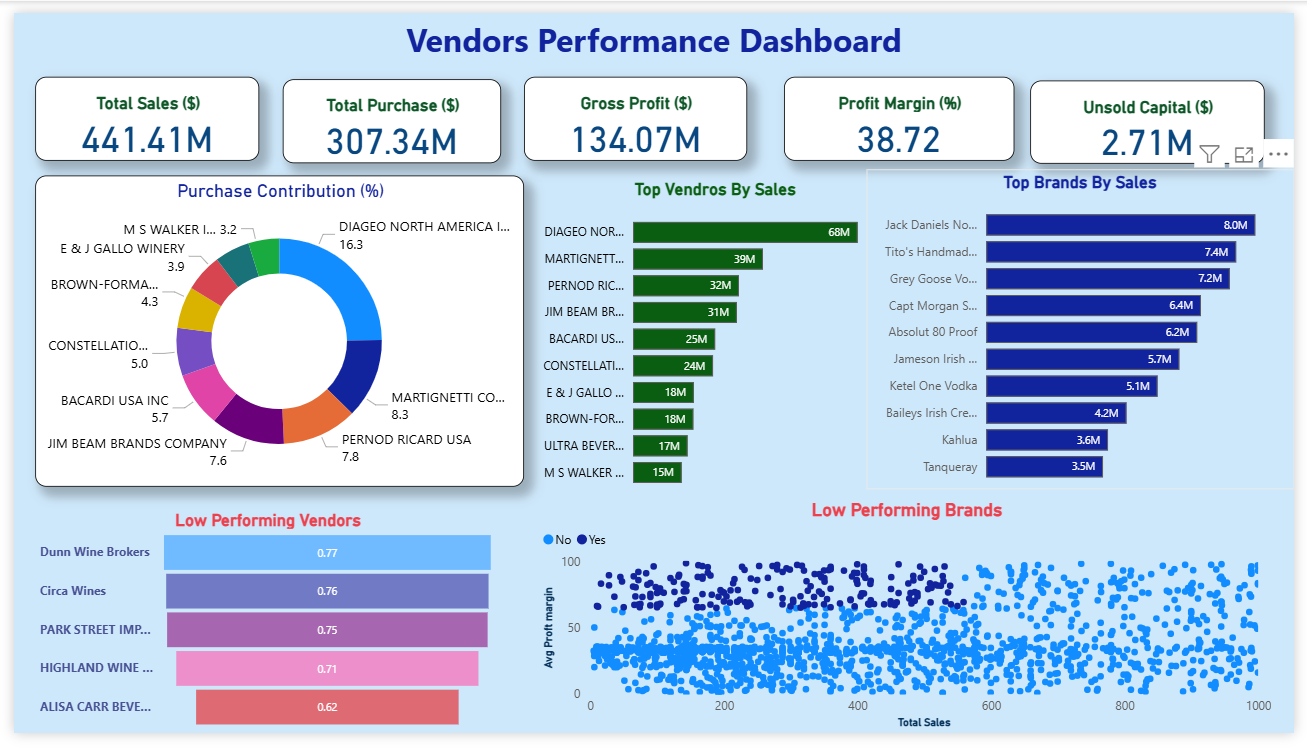 Vendors Performance Dashboard
Total Sales ($)
441.41M
Total Purchase ($)
307.34M
Gross Profit ($)
134.07M
Profit Margin (%)
38.72
Unsold Capital ($)
2.71M
Purchase Contribution (%)
DIAGEO NORTH AMERICA I...
16.3
MARTIGNETTI CO...
8.3
PERNOD RICARD USA
7.8
JIM BEAM BRANDS COMPANY
7.6
BACARDI USA INC
5.7
CONSTELLATIO...
5.0
BROWN-FORMA...
4.3
E & J GALLO WINERY
3.9
M S WALKER I... 3.2
Top Vendros By Sales
DIAGEO NOR... 68M
MARTIGNETT... 39M
PERNOD RIC... 32M
JIM BEAM BR... 31M
BACARDI US... 25M
CONSTELLATI... 24M
E & J GALLO ... 18M
BROWN-FOR... 18M
ULTRA BEVER... 17M
M S WALKER ... 15M
Top Brands By Sales
Jack Daniels No... 8.0M
Tito's Handmad... 7.4M
Grey Goose Vo... 7.2M
Capt Morgan S... 6.4M
Absolut 80 Proof 6.2M
Jameson Irish ... 5.7M
Ketel One Vodka 5.1M
Baileys Irish Cre... 4.2M
Kahlua 3.6M
Tanqueray 3.5M
Low Performing Vendors
Dunn Wine Brokers 0.77
Circa Wines 0.76
PARK STREET IMP... 0.75
HIGHLAND WINE ... 0.71
ALISA CARR BEVE... 0.62
Low Performing Brands
No Yes
Avg Profit margin
100
50
0
0 200 400 600 800 1000
Total Sales